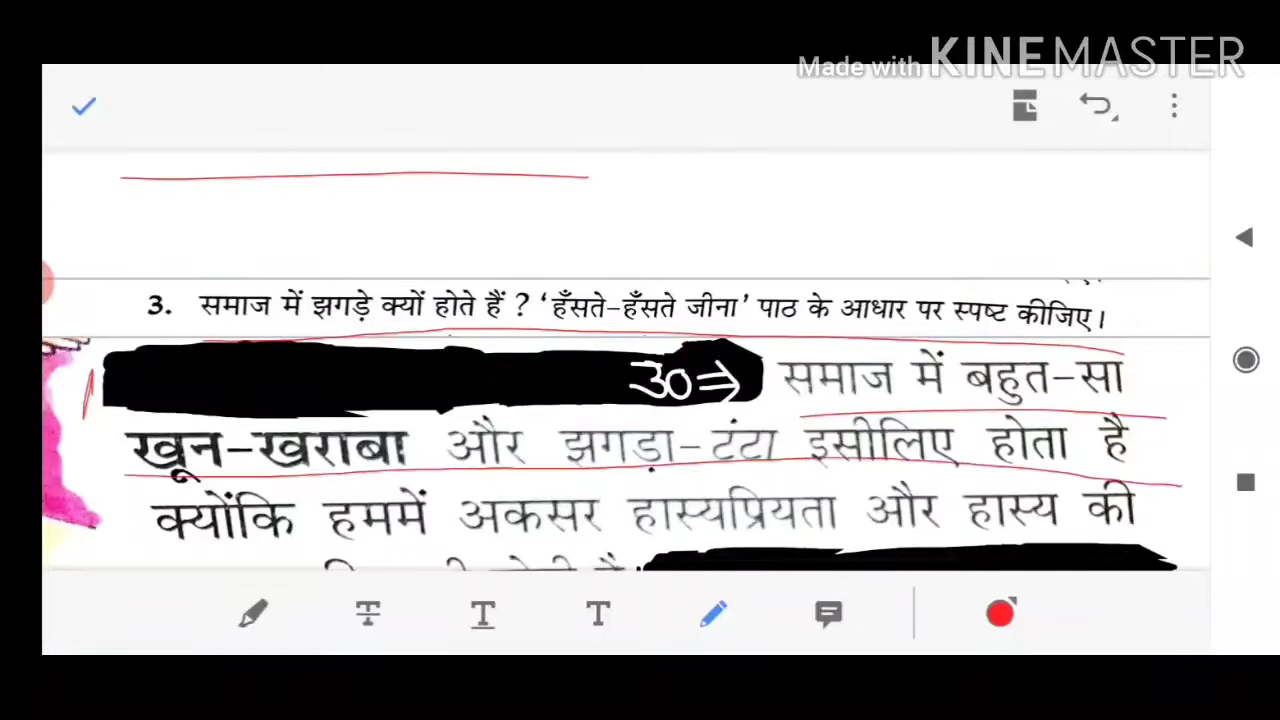 Made with KINEMASTER
3. समाज में झगड़े क्यों होते हैं ? 'हँसते-हँसते जीना' पाठ के आधार पर स्पष्ट कीजिए।
उ० ⇒ समाज में बहुत-सा
खून-खराबा और झगड़ा-टंटा इसीलिए होता है
क्योंकि हममें अकसर हास्यप्रियता और हास्य की